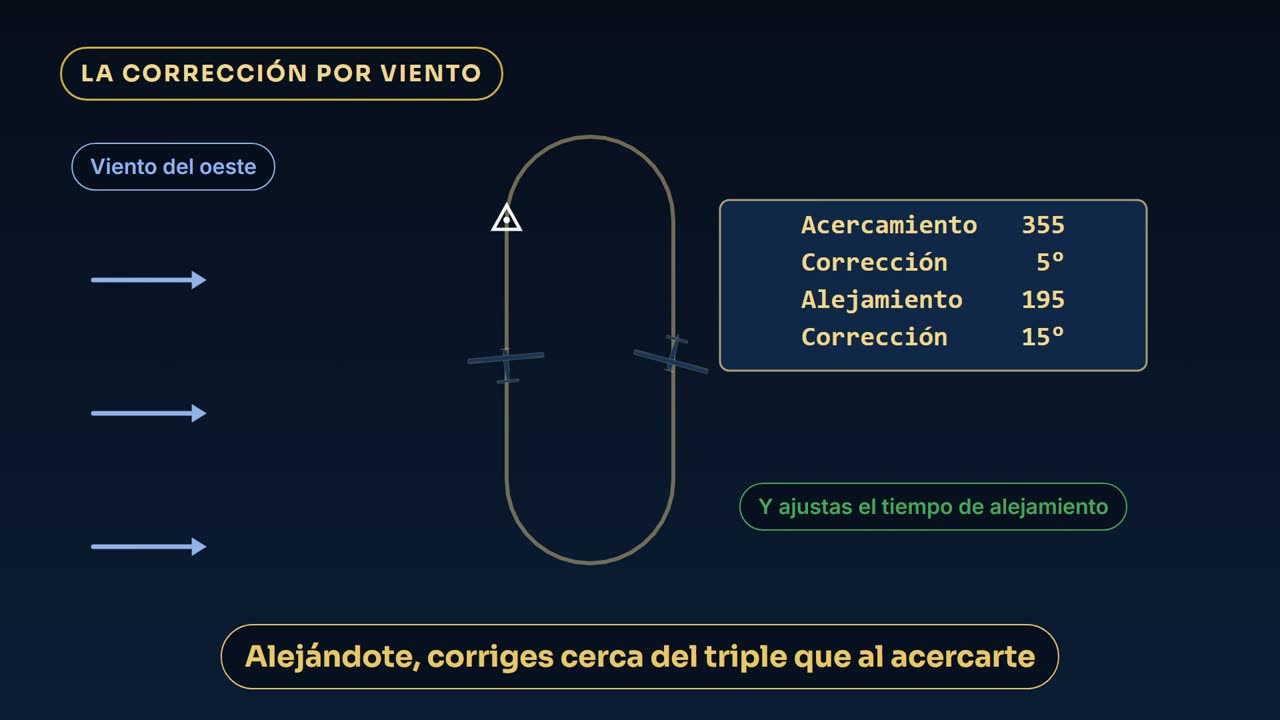 LA CORRECCIÓN POR VIENTO
Viento del oeste
Acercamiento 355
Corrección 5º
Alejamiento 195
Corrección 15º
Y ajustas el tiempo de alejamiento
Alejándote, corriges cerca del triple que al acercarte